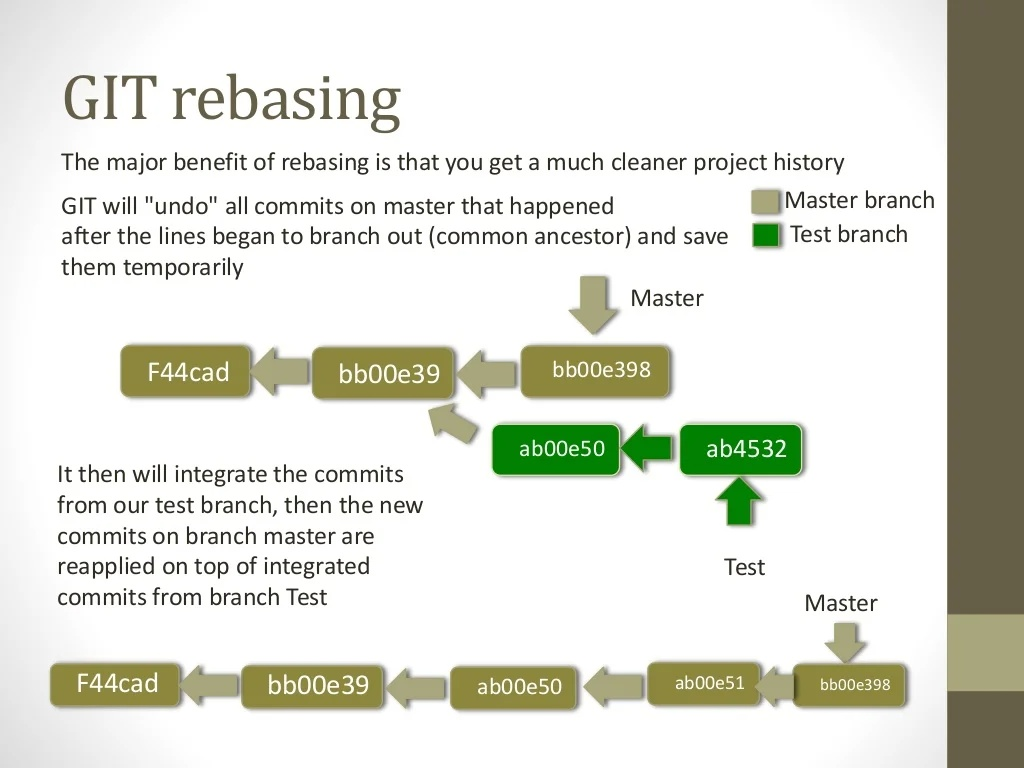 GIT rebasing
The major benefit of rebasing is that you get a much cleaner project history
GIT will "undo" all commits on master that happened
after the lines began to branch out (common ancestor) and save
them temporarily
Master branch
Test branch
Master
F44cad
bb00e39
bb00e398
ab00e50
ab4532
It then will integrate the commits
from our test branch, then the new
commits on branch master are
reapplied on top of integrated
commits from branch Test
Test
Master
F44cad
bb00e39
ab00e50
ab00e51
bb00e398